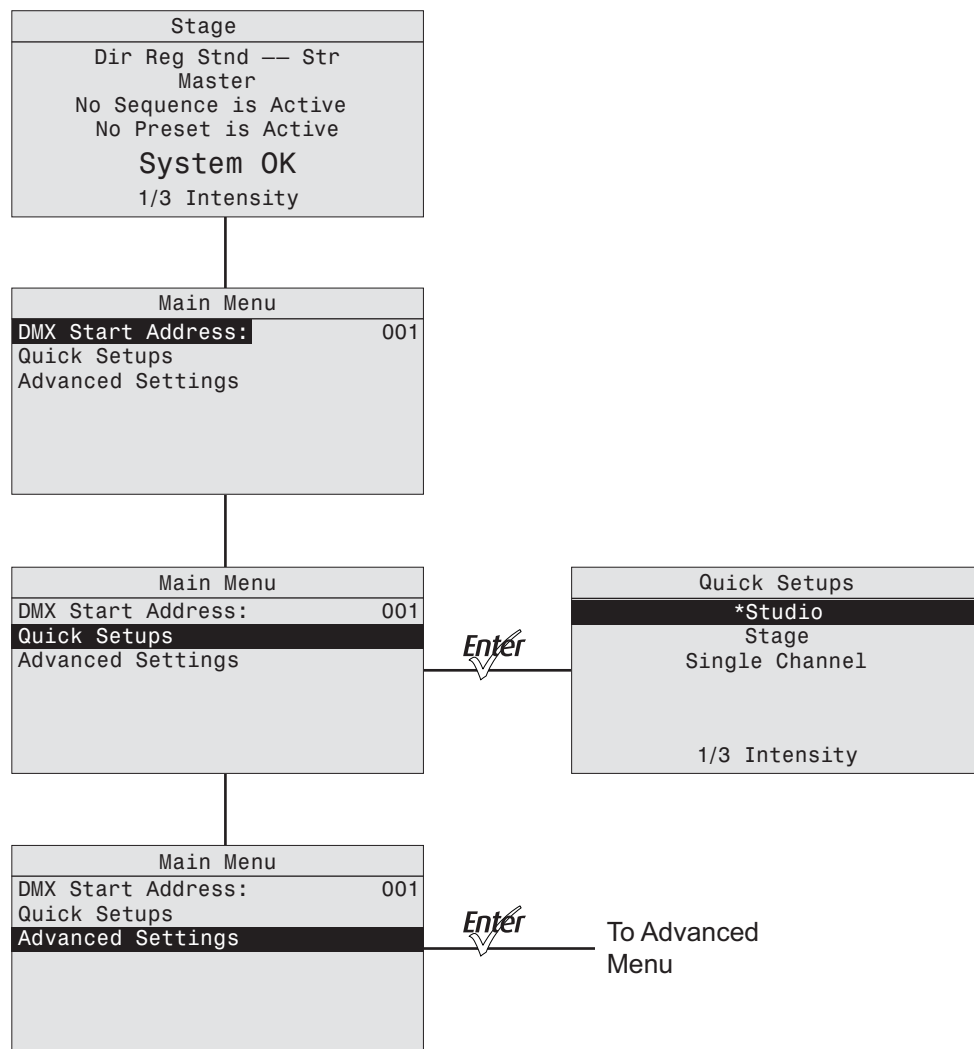 Stage
Dir Reg Stnd –– Str
Master
No Sequence is Active
No Preset is Active
System OK
1/3 Intensity
Main Menu
DMX Start Address: 001
Quick Setups
Advanced Settings
Main Menu
DMX Start Address: 001
Quick Setups
Advanced Settings
Enter
Quick Setups
*Studio
Stage
Single Channel
1/3 Intensity
Main Menu
DMX Start Address: 001
Quick Setups
Advanced Settings
Enter
To Advanced
Menu